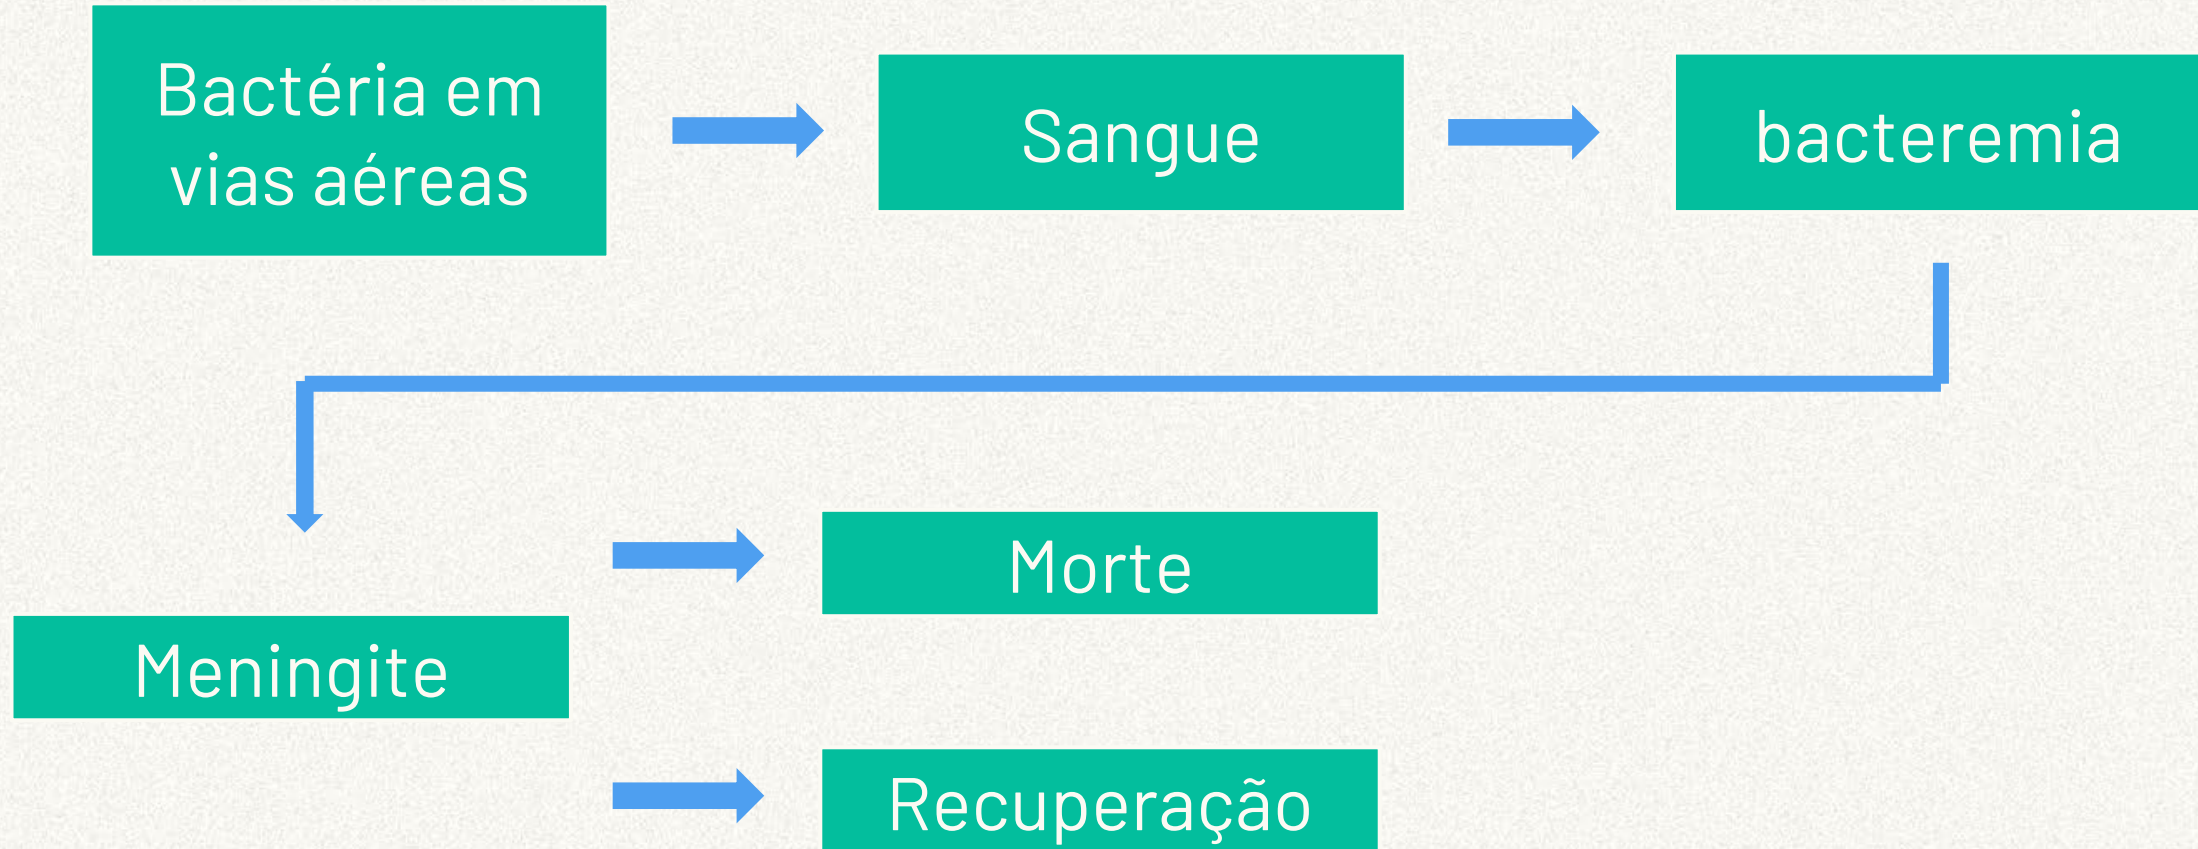 Bactéria em
vias aéreas
Sangue
bacteremia
Morte
Meningite
Recuperação